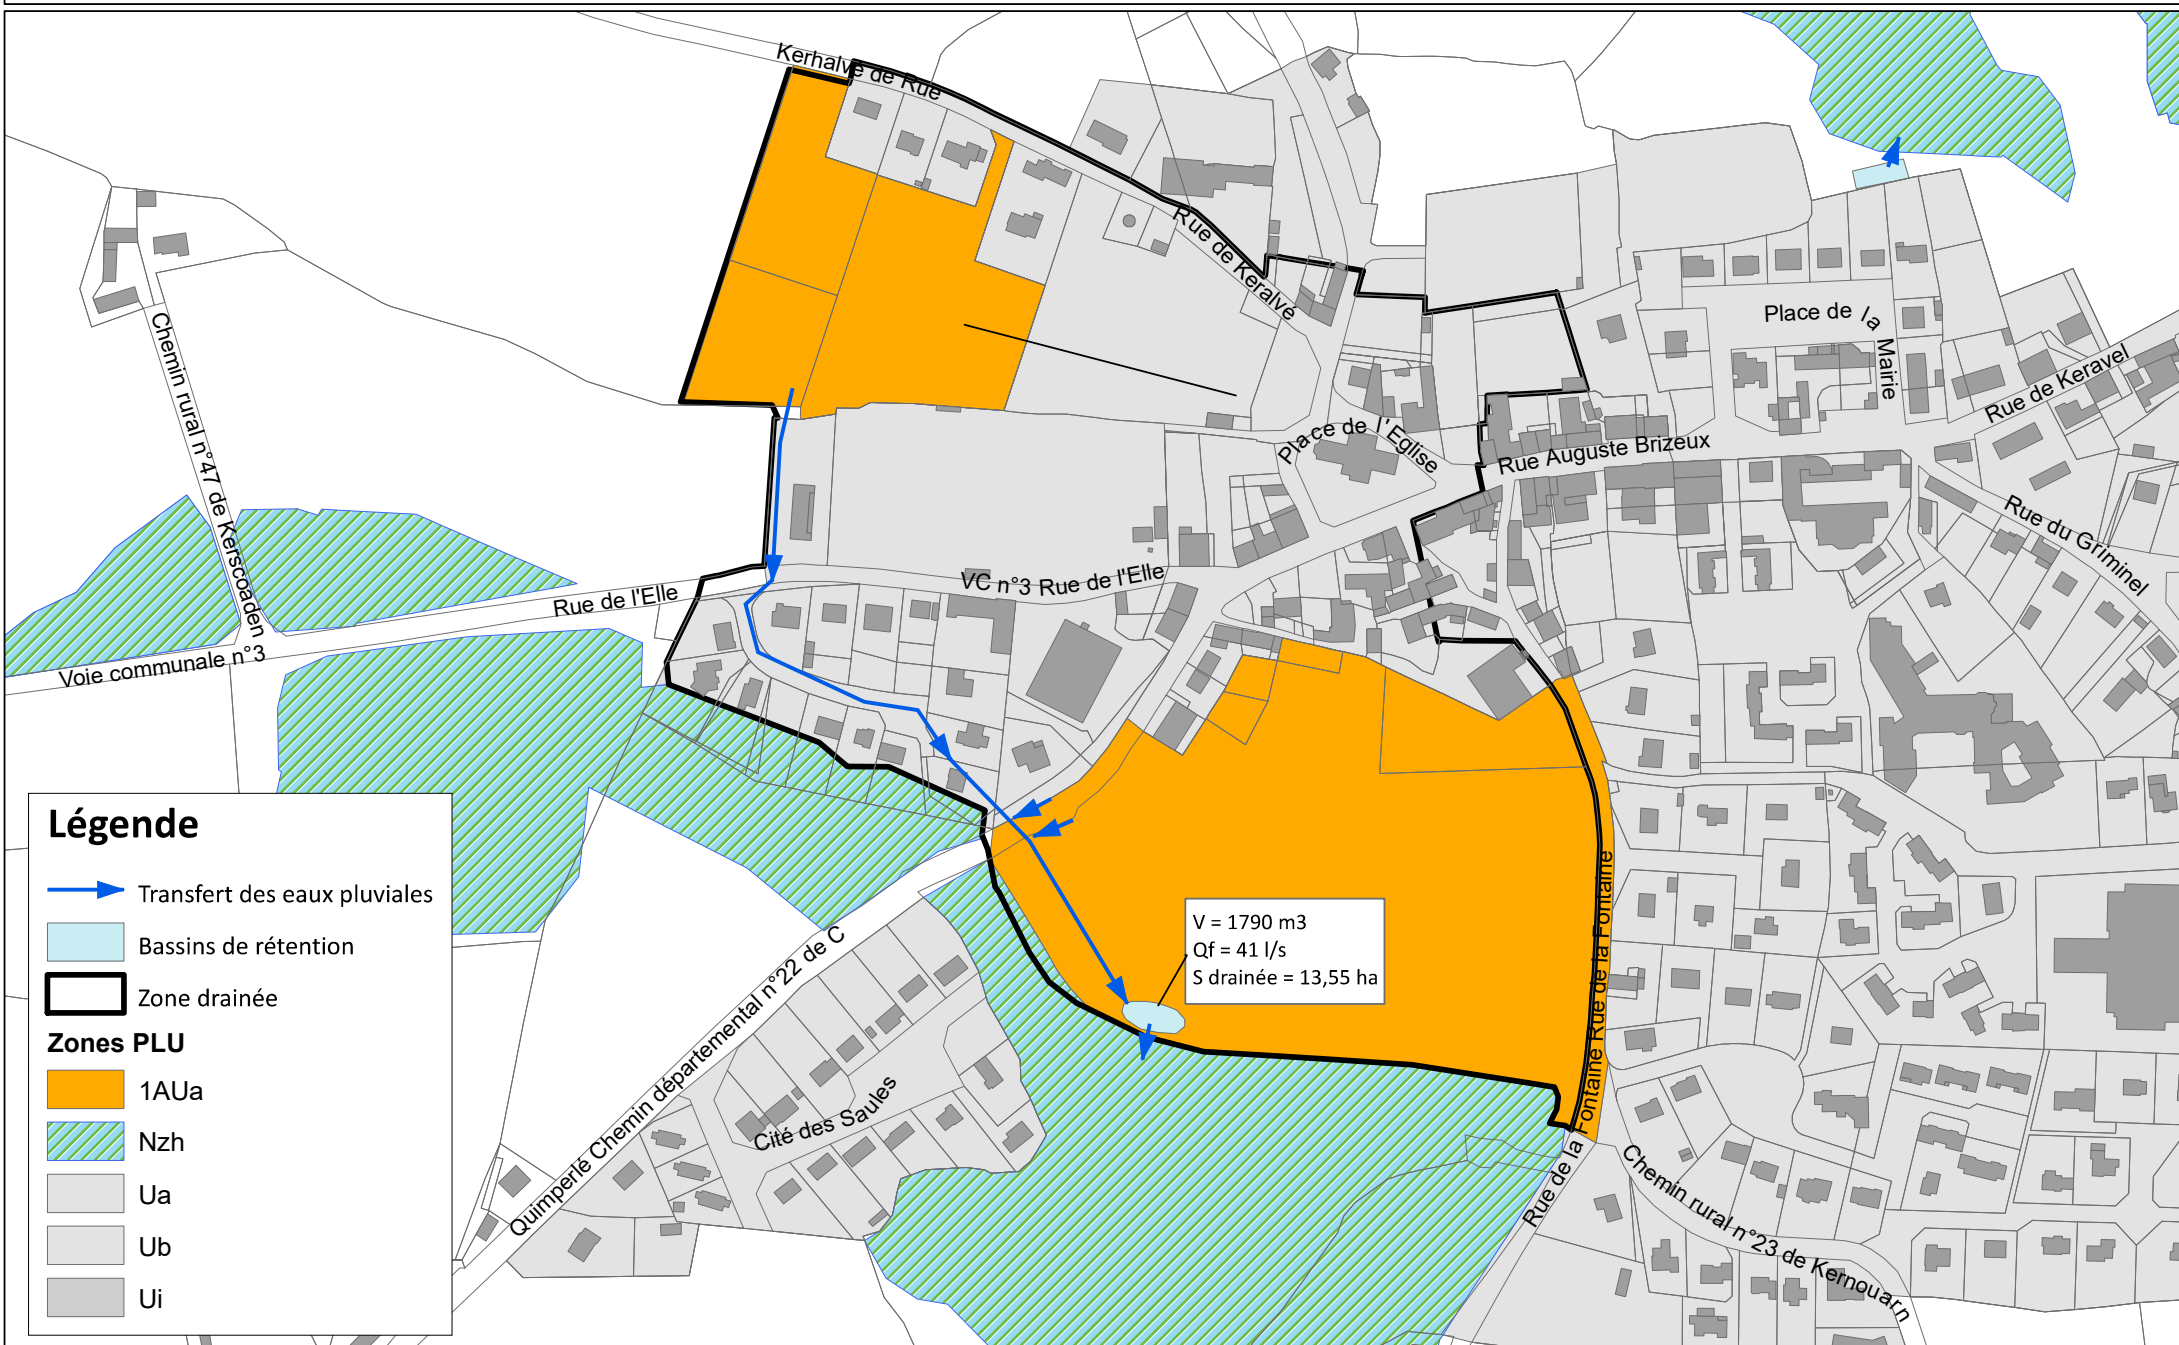 Kerhalvé de Rue
Rue de Keralvé
Place de la
Mairie
Rue de Keravel
Chemin rural n°47 de Kerscoaden
Place de l'Eglise
Rue Auguste Brizeux
Rue du Griminel
VC n°3 Rue de l'Elle
Rue de l'Elle
Voie communale n°3
Légende
Transfert des eaux pluviales
Bassins de rétention
Zone drainée
Zones PLU
1AUa
Nzh
Ua
Ub
Ui
V = 1790 m3
Qf = 41 l/s
S drainée = 13,55 ha
Quimperlé Chemin départemental n°22 de C
Cité des Saules
Rue de la Fontaine Rue de la Fontaine
Chemin rural n°23 de Kernouarn